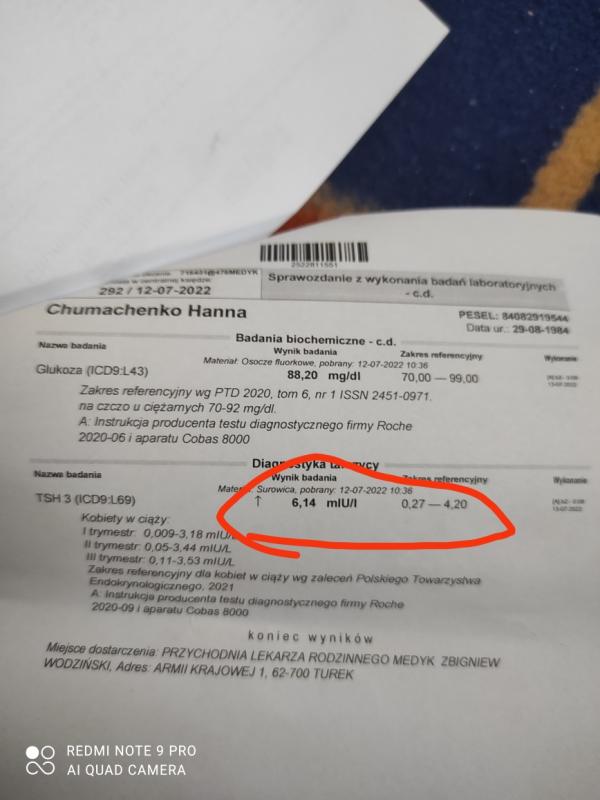 2522811551
716401@476MEDYK
292 / 12-07-2022
Sprawozdanie z wykonania badań laboratoryjnych
- c.d.
Chumachenko Hanna
PESEL: 84082919544
Data ur.: 29-08-1984
Badania biochemiczne - c.d.
Nazwa badania Wynik badania Zakres referencyjny Wykonanie
Materiał: Osocze fluorkowe, pobrany: 12-07-2022 10:36
Glukoza (ICD9:L43) 88,20 mg/dl 70,00 — 99,00
Zakres referencyjny wg PTD 2020, tom 6, nr 1 ISSN 2451-0971.
na czczo u ciężarnych 70-92 mg/dl.
A: Instrukcja producenta testu diagnostycznego firmy Roche
2020-06 i aparatu Cobas 8000
Diagnostyka tarczycy
Nazwa badania Wynik badania Zakres referencyjny Wykonanie
Materiał: Surowica, pobrany: 12-07-2022 10:36
TSH 3 (ICD9:L69) ↑ 6,14 mIU/l 0,27 — 4,20
Kobiety w ciąży:
I trymestr: 0,009-3,18 mIU/L
II trymestr: 0,05-3,44 mIU/L
III trymestr: 0,11-3,53 mIU/L
Zakres referencyjny dla kobiet w ciąży wg zaleceń Polskiego Towarzystwa
Endokrynologicznego, 2021
A: Instrukcja producenta testu diagnostycznego firmy Roche
2020-09 i aparatu Cobas 8000
koniec wyników
Miejsce dostarczenia: PRZYCHODNIA LEKARZA RODZINNEGO MEDYK ZBIGNIEW
WODZIŃSKI, Adres: ARMII KRAJOWEJ 1, 62-700 TUREK
REDMI NOTE 9 PRO
AI QUAD CAMERA